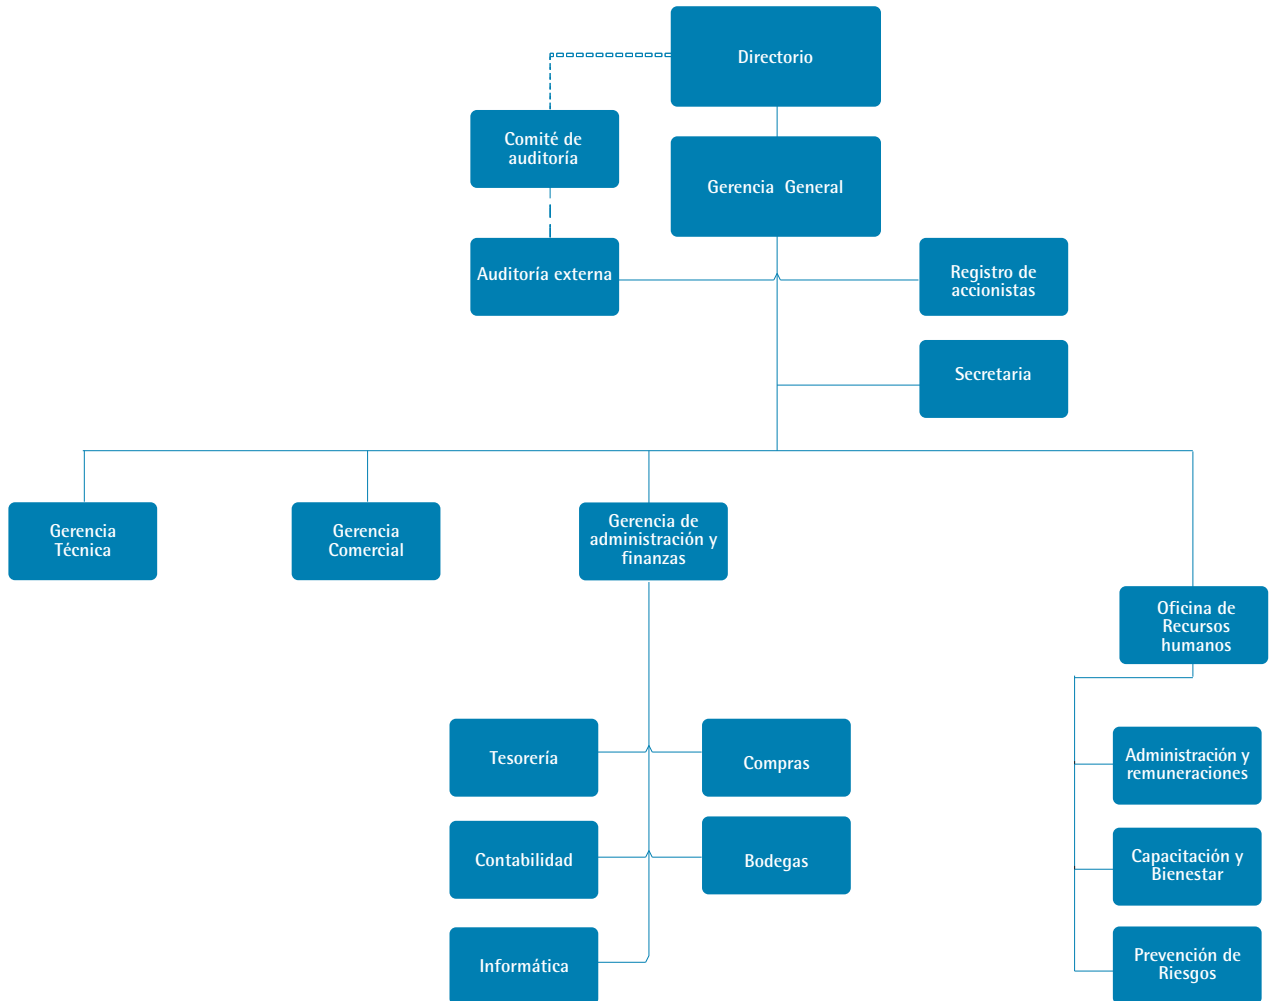 Directorio
Comité de
auditoría
Gerencia General
Auditoría externa
Registro de
accionistas
Secretaria
Gerencia
Técnica
Gerencia
Comercial
Gerencia de
administración y
finanzas
Oficina de
Recursos
humanos
Tesorería
Compras
Administración y
remuneraciones
Contabilidad
Bodegas
Capacitación y
Bienestar
Informática
Prevención de
Riesgos